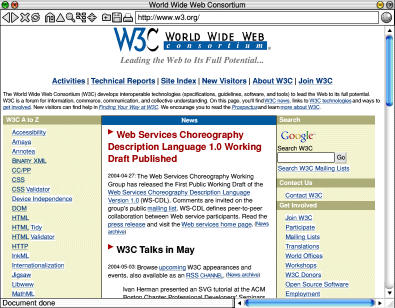 World Wide Web Consortium
http://www.w3.org/
W3C WORLD WIDE WEB
consortium
Leading the Web to Its Full Potential...
Activities | Technical Reports | Site Index | New Visitors | About W3C | Join W3C
The World Wide Web Consortium (W3C) develops interoperable technologies (specifications, guidelines, software, and tools) to lead the Web to its full potential.
W3C is a forum for information, commerce, communication, and collective understanding. On this page, you'll find W3C news, links to W3C technologies and ways to
get involved. New visitors can find help in Finding Your Way at W3C. We encourage you to read the Prospectus and learn more about W3C.
W3C A to Z
Accessibility
Amaya
Annotea
BINARY XML
CC/PP
CSS
CSS Validator
Device Independence
DOM
HTML
HTML Tidy
HTML Validator
HTTP
InkML
Internationalization
Jigsaw
Libwww
MathML
News
Web Services Choreography
Description Language 1.0 Working
Draft Published
2004-04-27: The Web Services Choreography Working
Group has released the First Public Working Draft of the
Web Services Choreography Description Language
Version 1.0 (WS-CDL). Comments are invited on the
group's public mailing list. WS-CDL defines peer-to-peer
collaboration between Web service participants. Read the
press release and visit the Web services home page. (News
archive)
W3C Talks in May
2004-05-03: Browse upcoming W3C appearances and
events, also available as an RSS CHANNEL. (News archive)
Ivan Herman presented an SVG tutorial at the ACM
Boston Chapter Professional Developers' Seminars
Search
Google
Search W3C
Go
Search W3C Mailing Lists
Contact Us
Contact W3C
Get Involved
Join W3C
Participate
Mailing Lists
Translations
World Offices
Workshops
W3C Donors
Open Source Software
Employment
Document done